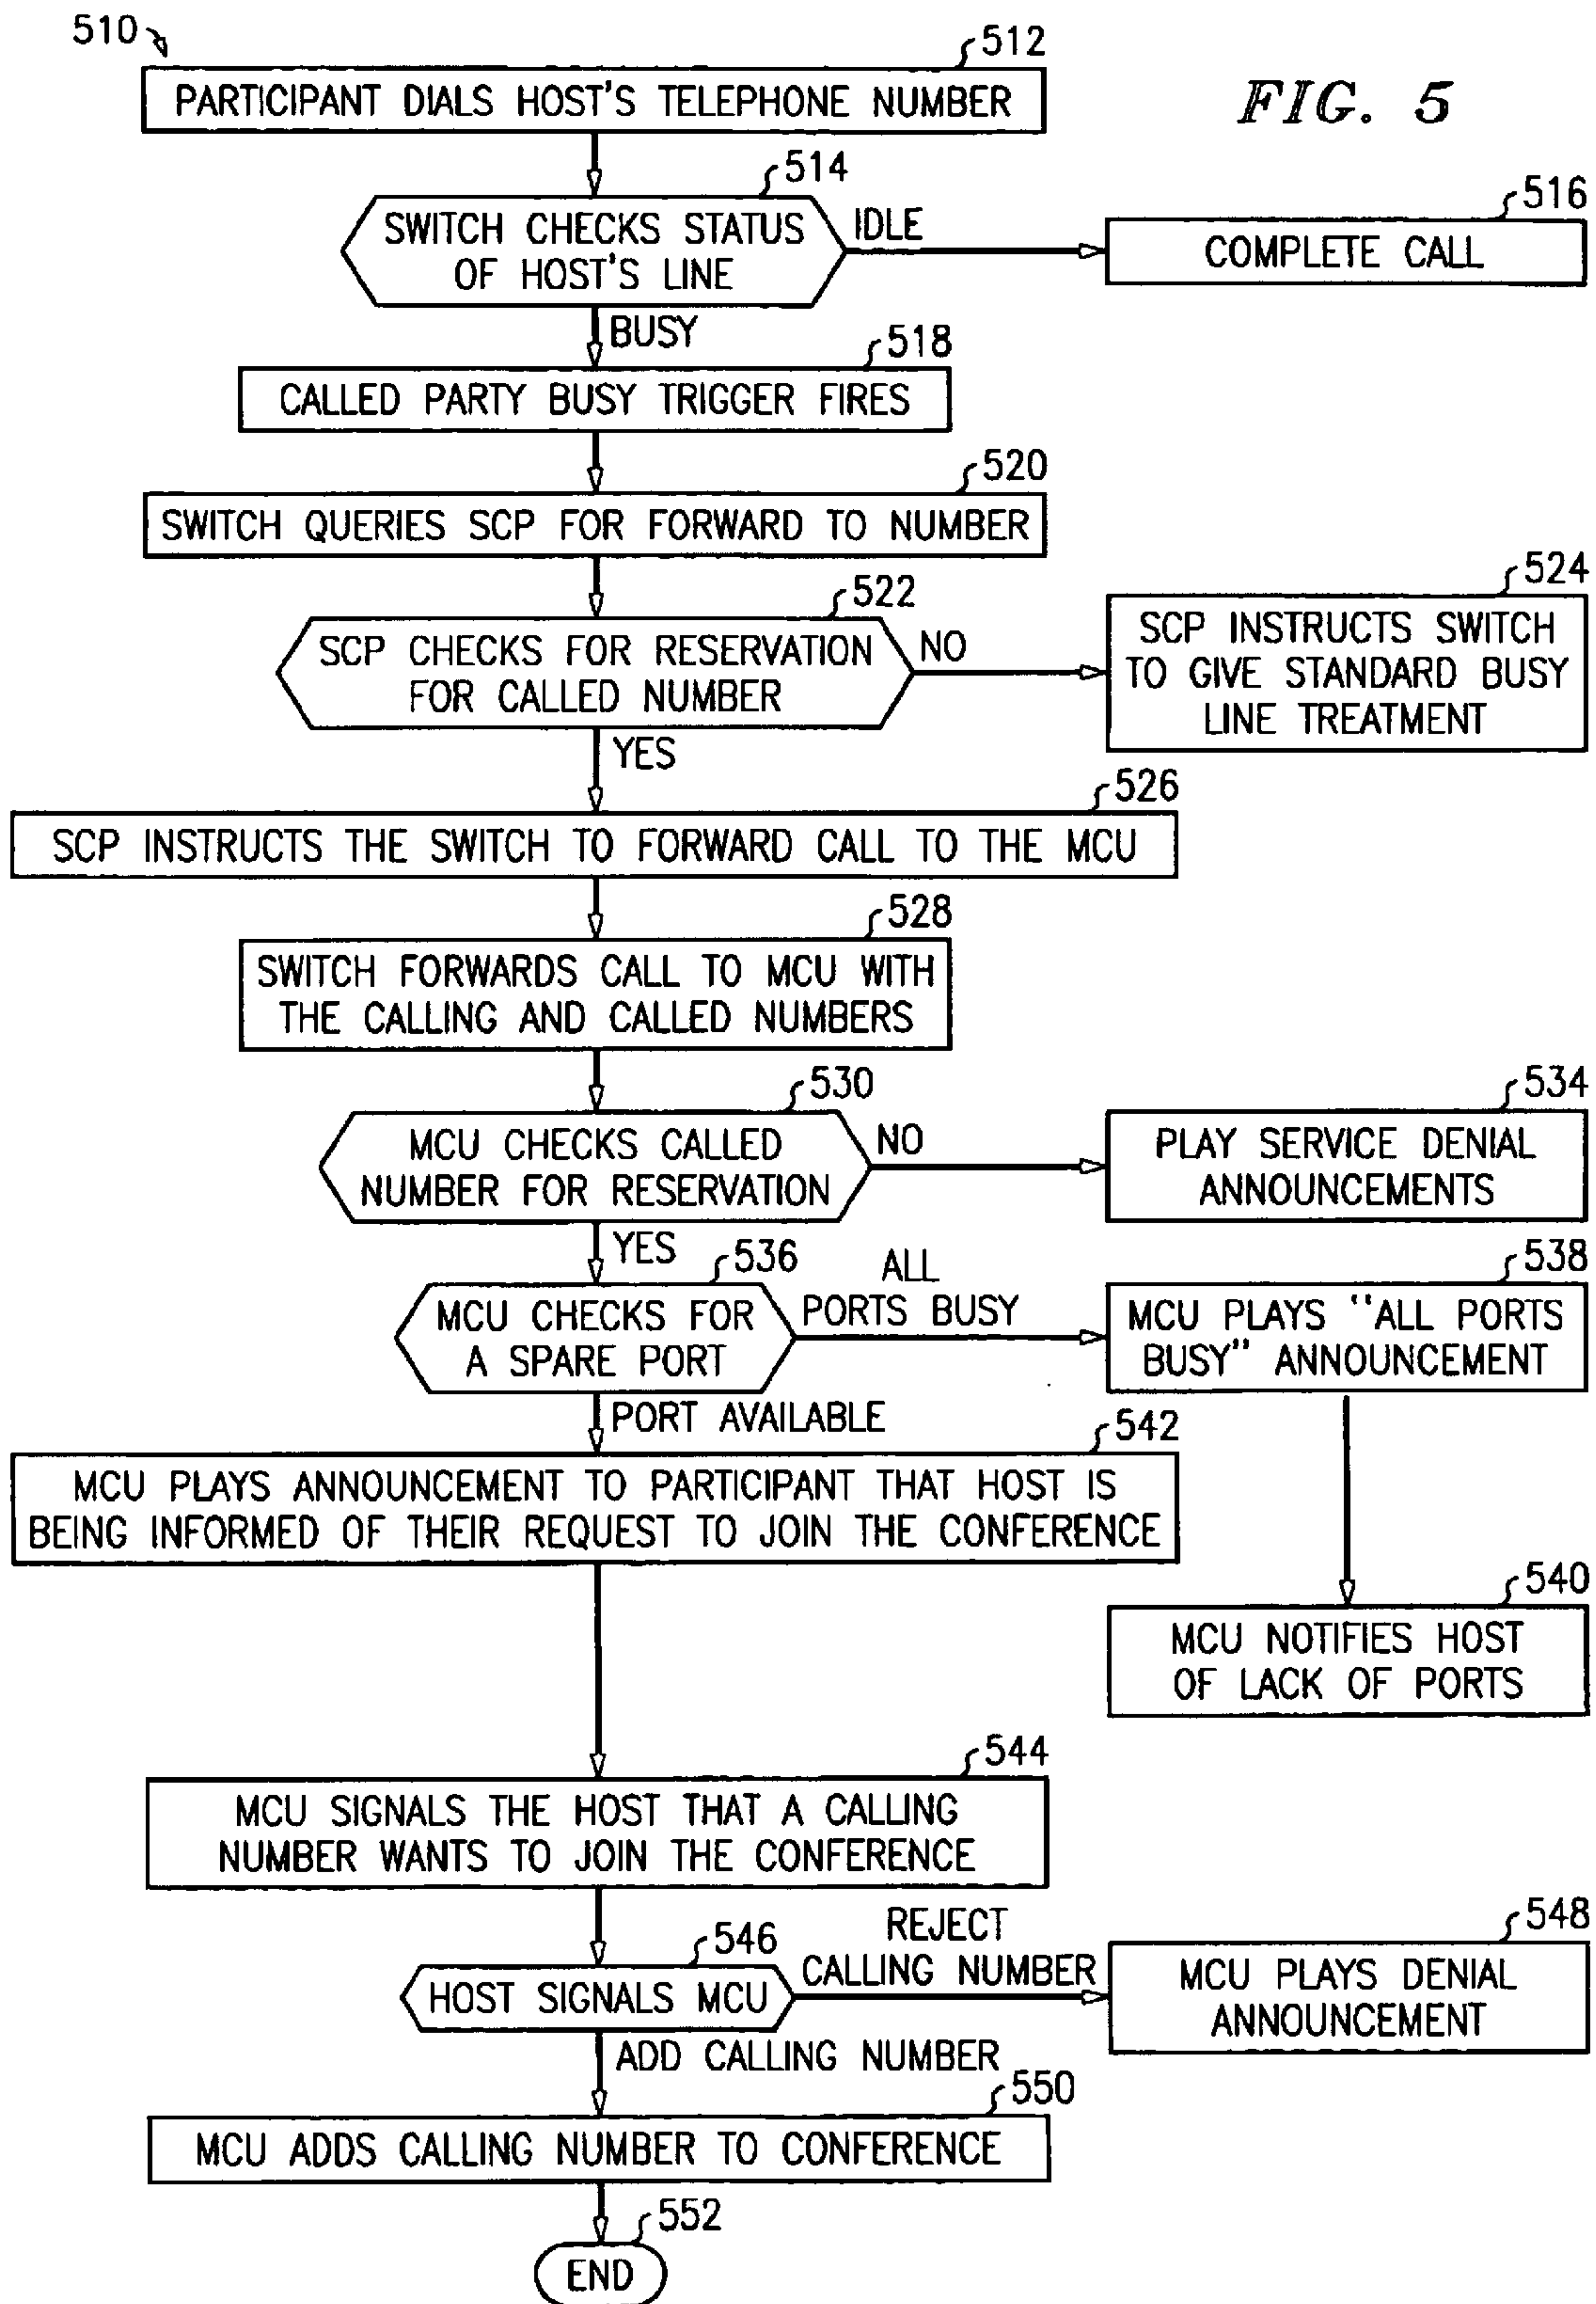 510
512
PARTICIPANT DIALS HOST'S TELEPHONE NUMBER
FIG. 5
514
SWITCH CHECKS STATUS
OF HOST'S LINE
IDLE
516
COMPLETE CALL
BUSY
518
CALLED PARTY BUSY TRIGGER FIRES
520
SWITCH QUERIES SCP FOR FORWARD TO NUMBER
522
SCP CHECKS FOR RESERVATION
FOR CALLED NUMBER
NO
524
SCP INSTRUCTS SWITCH
TO GIVE STANDARD BUSY
LINE TREATMENT
YES
526
SCP INSTRUCTS THE SWITCH TO FORWARD CALL TO THE MCU
528
SWITCH FORWARDS CALL TO MCU WITH
THE CALLING AND CALLED NUMBERS
530
MCU CHECKS CALLED
NUMBER FOR RESERVATION
NO
534
PLAY SERVICE DENIAL
ANNOUNCEMENTS
YES
536
MCU CHECKS FOR
A SPARE PORT
ALL
PORTS BUSY
538
MCU PLAYS "ALL PORTS
BUSY" ANNOUNCEMENT
PORT AVAILABLE
542
MCU PLAYS ANNOUNCEMENT TO PARTICIPANT THAT HOST IS
BEING INFORMED OF THEIR REQUEST TO JOIN THE CONFERENCE
540
MCU NOTIFIES HOST
OF LACK OF PORTS
544
MCU SIGNALS THE HOST THAT A CALLING
NUMBER WANTS TO JOIN THE CONFERENCE
546
HOST SIGNALS MCU
REJECT
CALLING NUMBER
548
MCU PLAYS DENIAL
ANNOUNCEMENT
ADD CALLING NUMBER
550
MCU ADDS CALLING NUMBER TO CONFERENCE
552
END